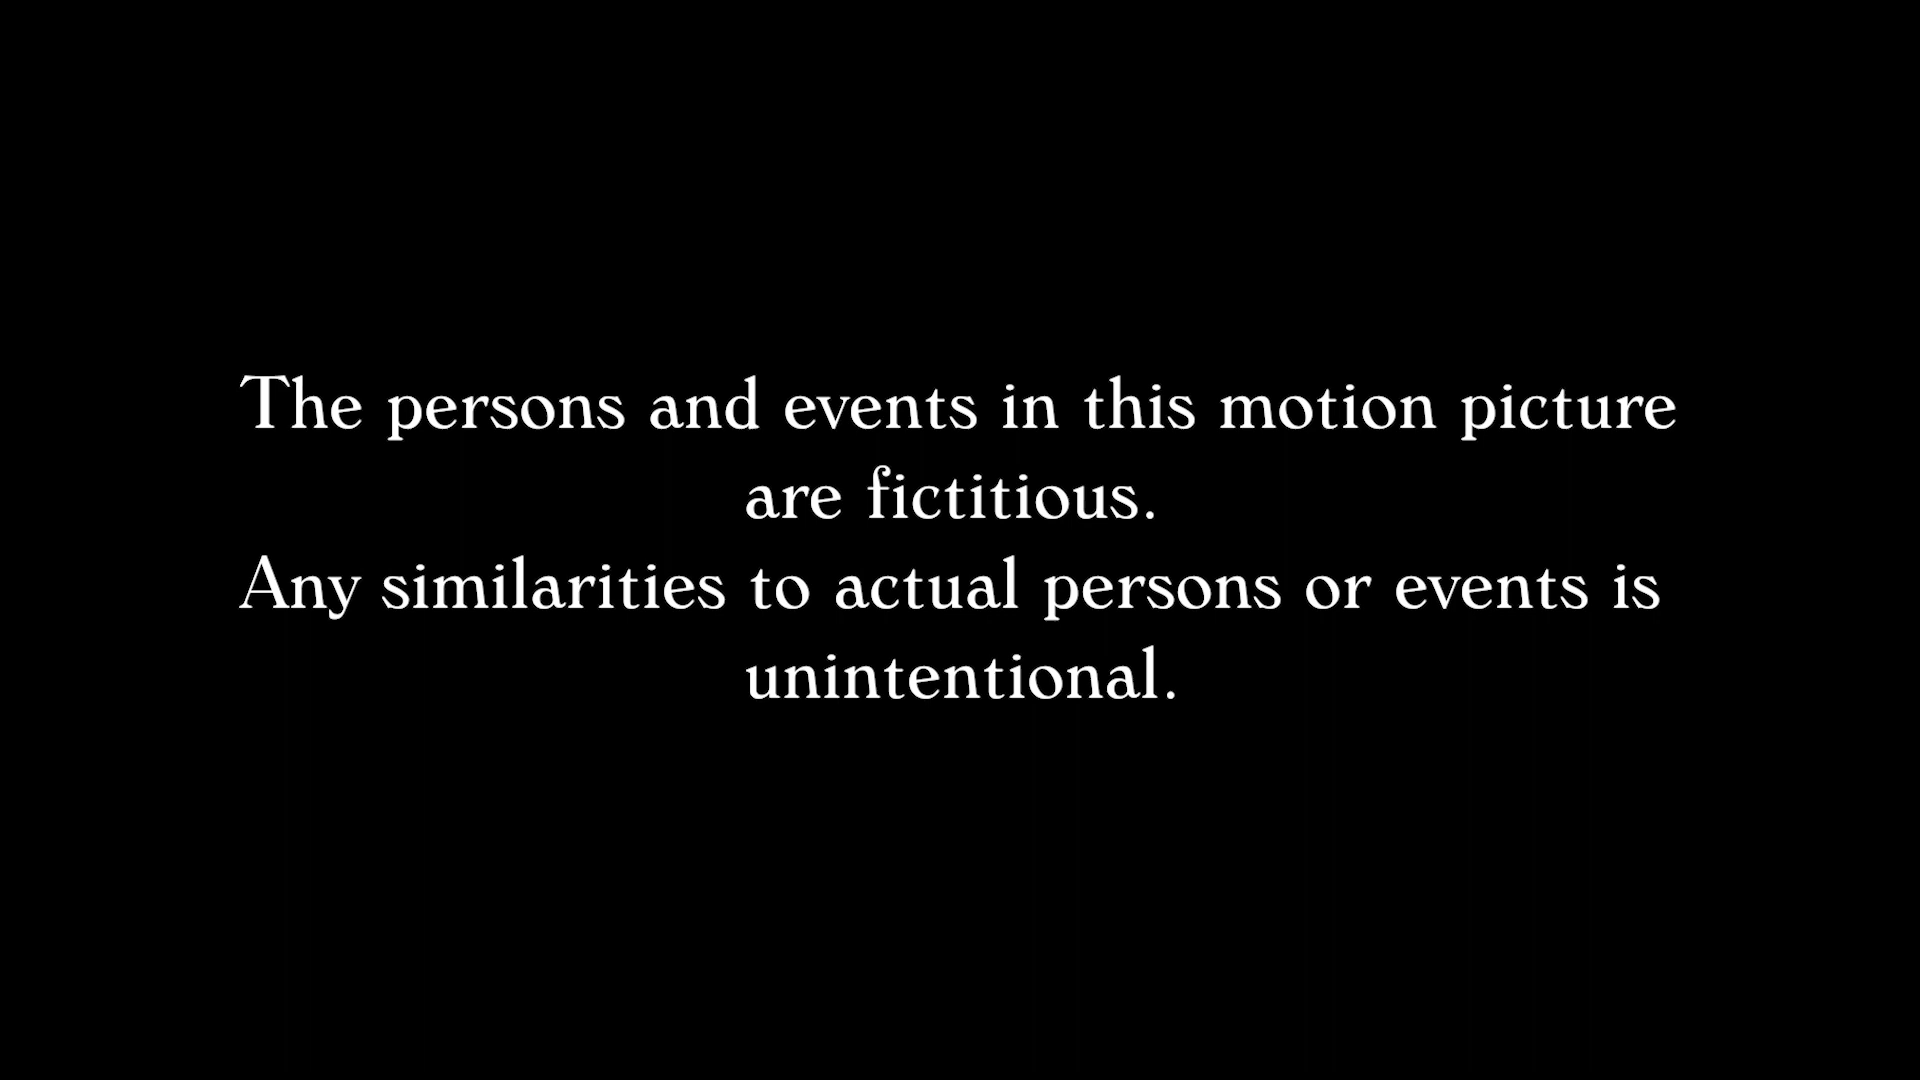 The persons and events in this motion picture
are fictitious.
Any similarities to actual persons or events is
unintentional.